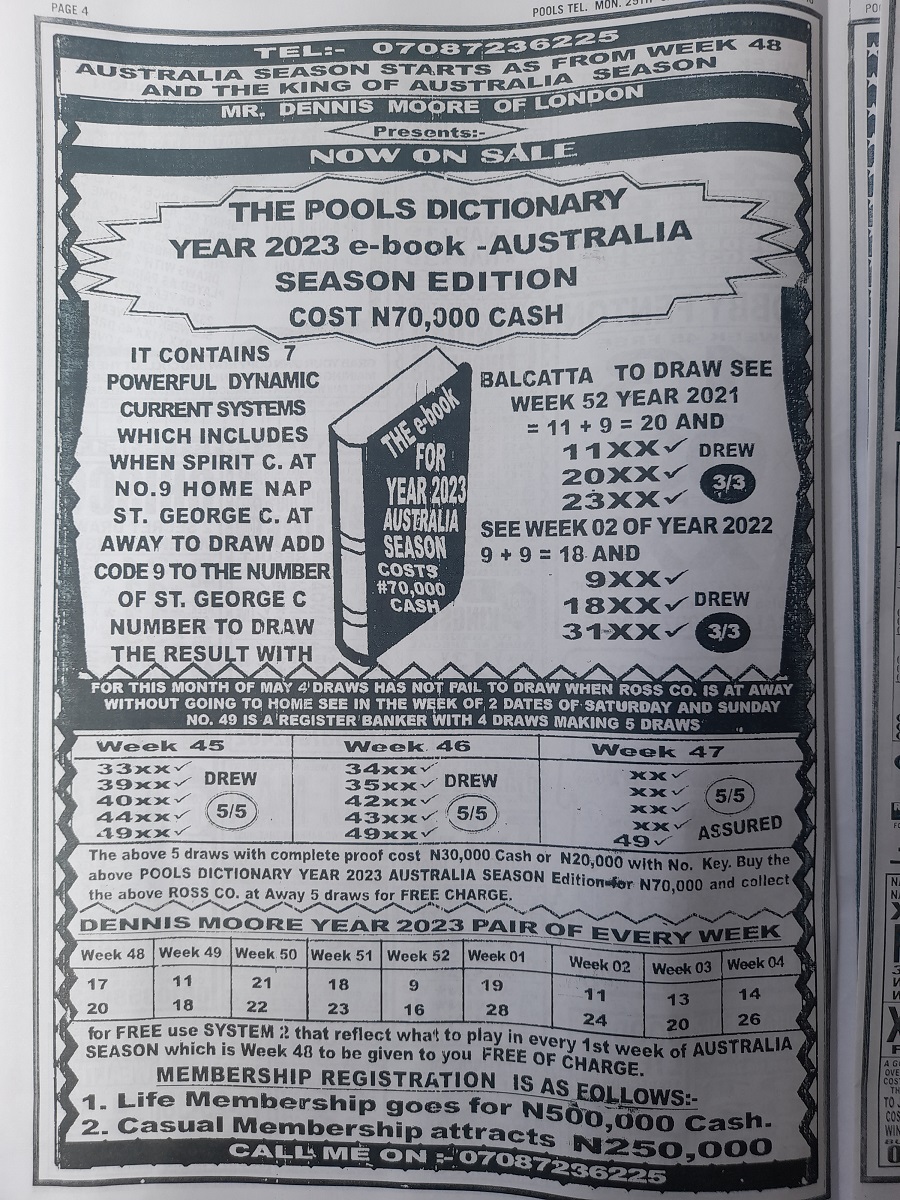 PAGE 4
POOLS TEL. MON. 29TH
TEL:- 07087236225
AUSTRALIA SEASON STARTS AS FROM WEEK 48
AND THE KING OF AUSTRALIA SEASON
MR. DENNIS MOORE OF LONDON
Presents:-
NOW ON SALE
THE POOLS DICTIONARY
YEAR 2023 e-book -AUSTRALIA
SEASON EDITION
COST N70,000 CASH
IT CONTAINS 7
POWERFUL DYNAMIC
CURRENT SYSTEMS
WHICH INCLUDES
WHEN SPIRIT C. AT
NO.9 HOME NAP
ST. GEORGE C. AT
AWAY TO DRAW ADD
CODE 9 TO THE NUMBER
OF ST. GEORGE C
NUMBER TO DRAW
THE RESULT WITH
THE e-book
FOR
YEAR 2023
AUSTRALIA
SEASON
COSTS
#70,000
CASH
BALCATTA TO DRAW SEE
WEEK 52 YEAR 2021
= 11 + 9 = 20 AND
11XX✓ DREW
20XX✓ 3/3
23XX✓
SEE WEEK 02 OF YEAR 2022
9 + 9 = 18 AND
9XX✓
18XX✓ DREW
31XX✓ 3/3
FOR THIS MONTH OF MAY 4 DRAWS HAS NOT FAIL TO DRAW WHEN ROSS CO. IS AT AWAY
WITHOUT GOING TO HOME SEE IN THE WEEK OF 2 DATES OF SATURDAY AND SUNDAY
NO. 49 IS A REGISTER BANKER WITH 4 DRAWS MAKING 5 DRAWS
Week 45 Week 46 Week 47
33xx✓ 34xx✓ xx✓
39xx✓ DREW 35xx✓ DREW xx✓
40xx✓ 5/5 42xx✓ 5/5 xx✓ 5/5
44xx✓ 43xx✓ xx✓ ASSURED
49xx✓ 49xx✓ 49✓
The above 5 draws with complete proof cost N30,000 Cash or N20,000 with No. Key. Buy the
above POOLS DICTIONARY YEAR 2023 AUSTRALIA SEASON Edition for N70,000 and collect
the above ROSS CO. at Away 5 draws for FREE CHARGE.
DENNIS MOORE YEAR 2023 PAIR OF EVERY WEEK
Week 48 Week 49 Week 50 Week 51 Week 52 Week 01 Week 02 Week 03 Week 04
17 11 21 18 9 19 11 13 14
20 18 22 23 16 28 24 20 26
for FREE use SYSTEM 2 that reflect what to play in every 1st week of AUSTRALIA
SEASON which is Week 48 to be given to you FREE OF CHARGE.
MEMBERSHIP REGISTRATION IS AS FOLLOWS:-
1. Life Membership goes for N500,000 Cash.
2. Casual Membership attracts N250,000
CALL ME ON :- 07087236225